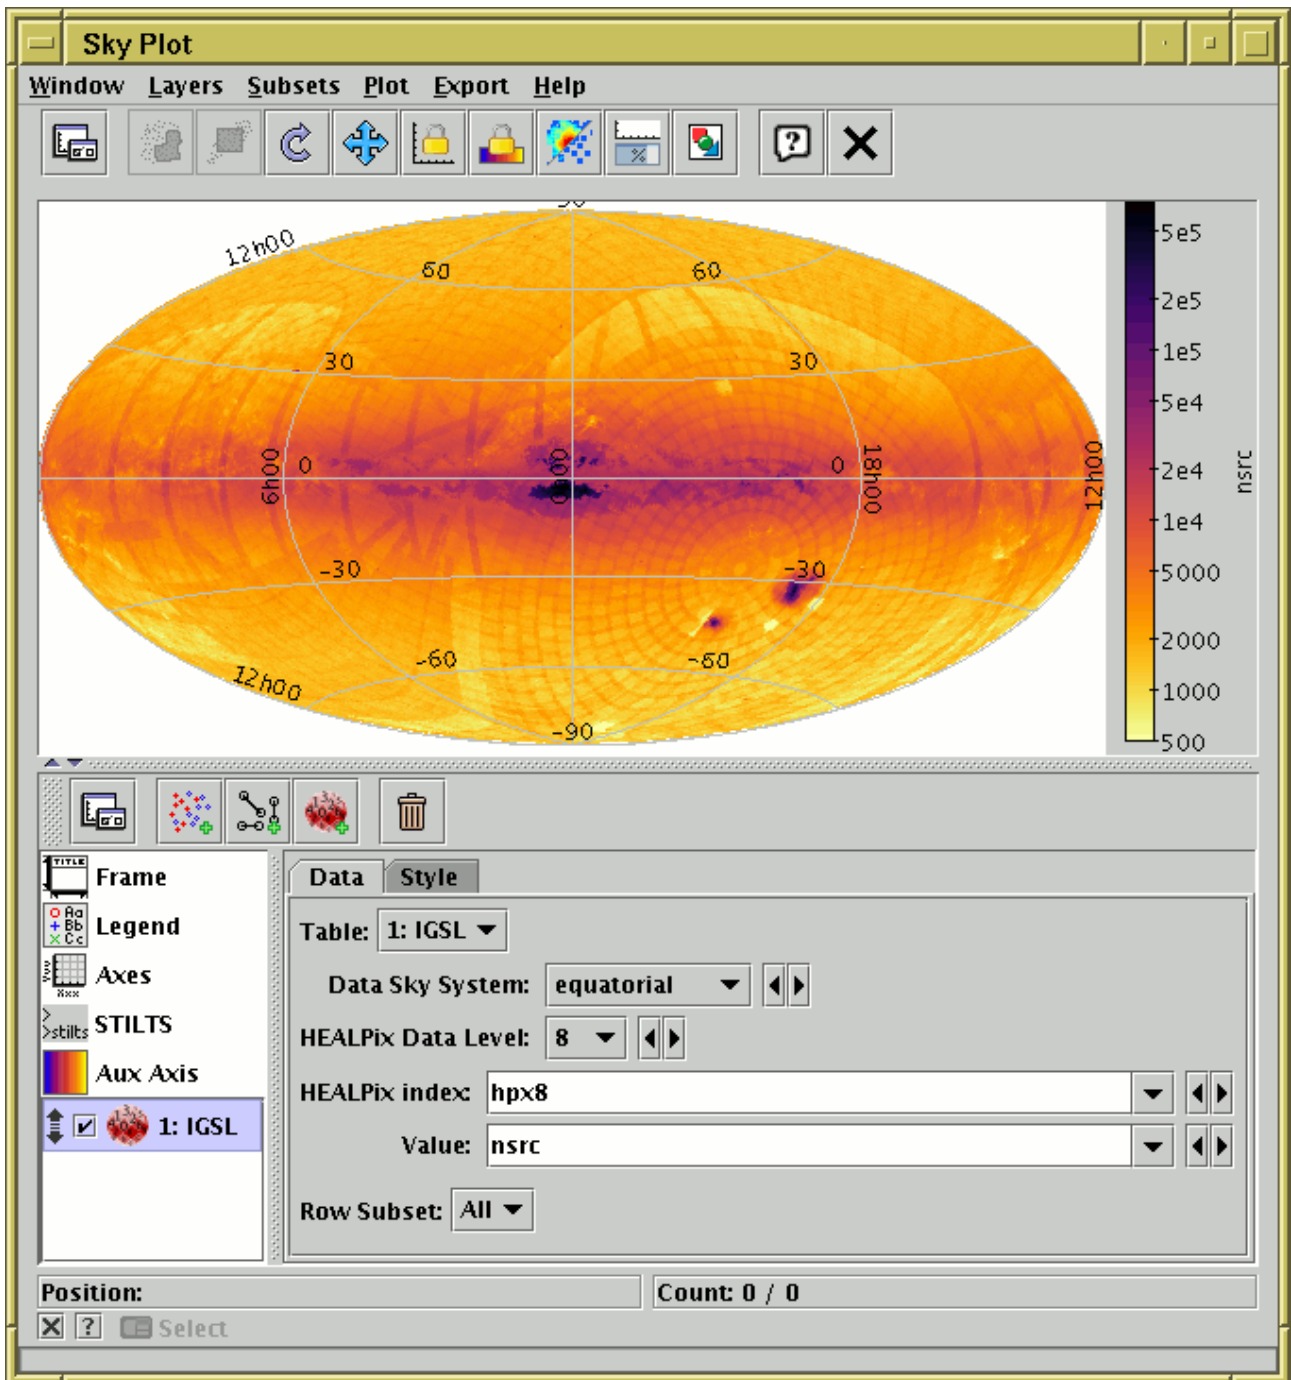 Sky Plot
Window Layers Subsets Plot Export Help
90
12h00
60 60
30 30
6h00 0 0h00 0 18h00 12h00
-30 -30
-60 -60
12h00
-90
5e5
2e5
1e5
5e4
2e4
1e4
5000
2000
1000
500
nsrc
Frame
Legend
Axes
STILTS
Aux Axis
1: IGSL
Data Style
Table: 1: IGSL
Data Sky System: equatorial
HEALPix Data Level: 8
HEALPix index: hpx8
Value: nsrc
Row Subset: All
Position: Count: 0 / 0
Select